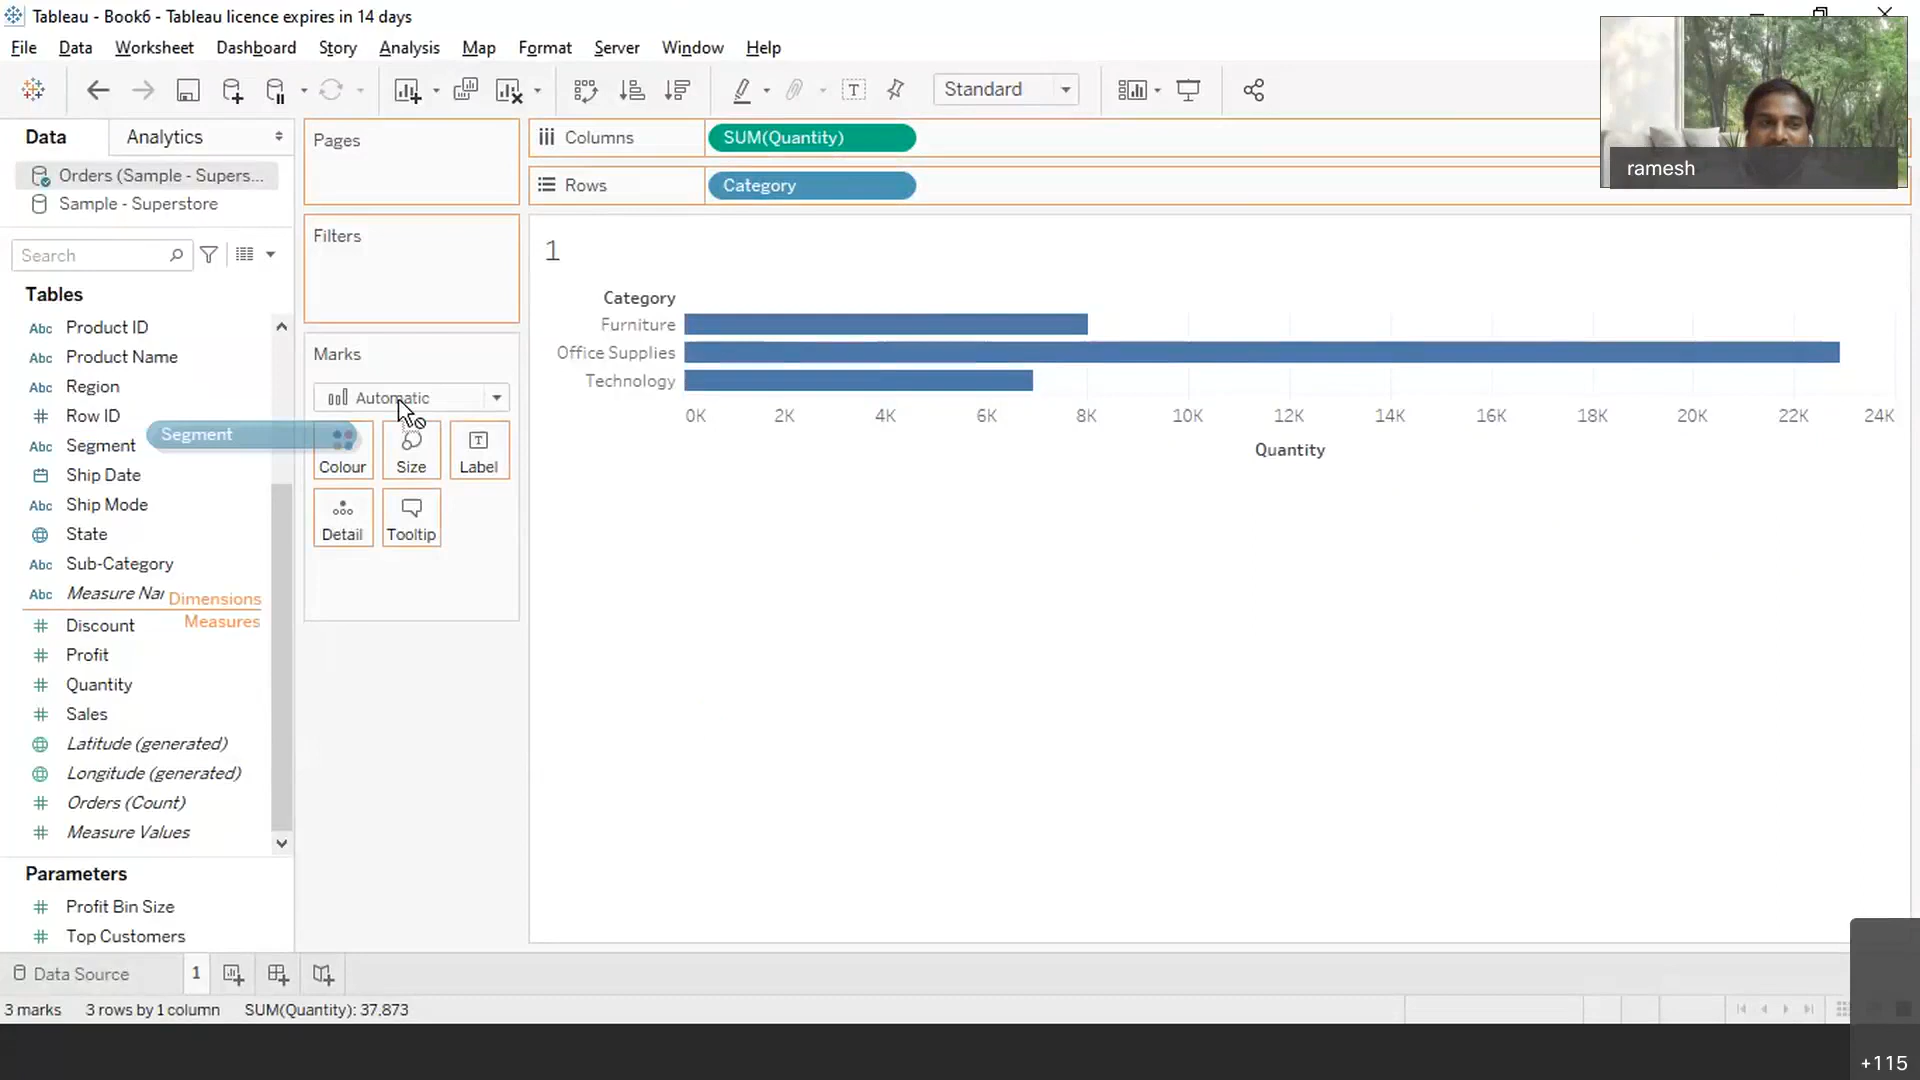 Tableau - Book6 - Tableau licence expires in 14 days
File Data Worksheet Dashboard Story Analysis Map Format Server Window Help
Standard
ramesh
Data Analytics
Orders (Sample - Supers...
Sample - Superstore
Search
Tables
Abc Product ID
Abc Product Name
Abc Region
# Row ID
Abc Segment
Ship Date
Abc Ship Mode
State
Abc Sub-Category
Abc Measure Nar
Dimensions
Measures
# Discount
# Profit
# Quantity
# Sales
Latitude (generated)
Longitude (generated)
# Orders (Count)
# Measure Values
Parameters
# Profit Bin Size
# Top Customers
Segment
Pages
Filters
Marks
Automatic
Colour Size Label
Detail Tooltip
Columns SUM(Quantity)
Rows Category
1
Category
Furniture
Office Supplies
Technology
0K 2K 4K 6K 8K 10K 12K 14K 16K 18K 20K 22K 24K
Quantity
Data Source 1
3 marks 3 rows by 1 column SUM(Quantity): 37,873
+115